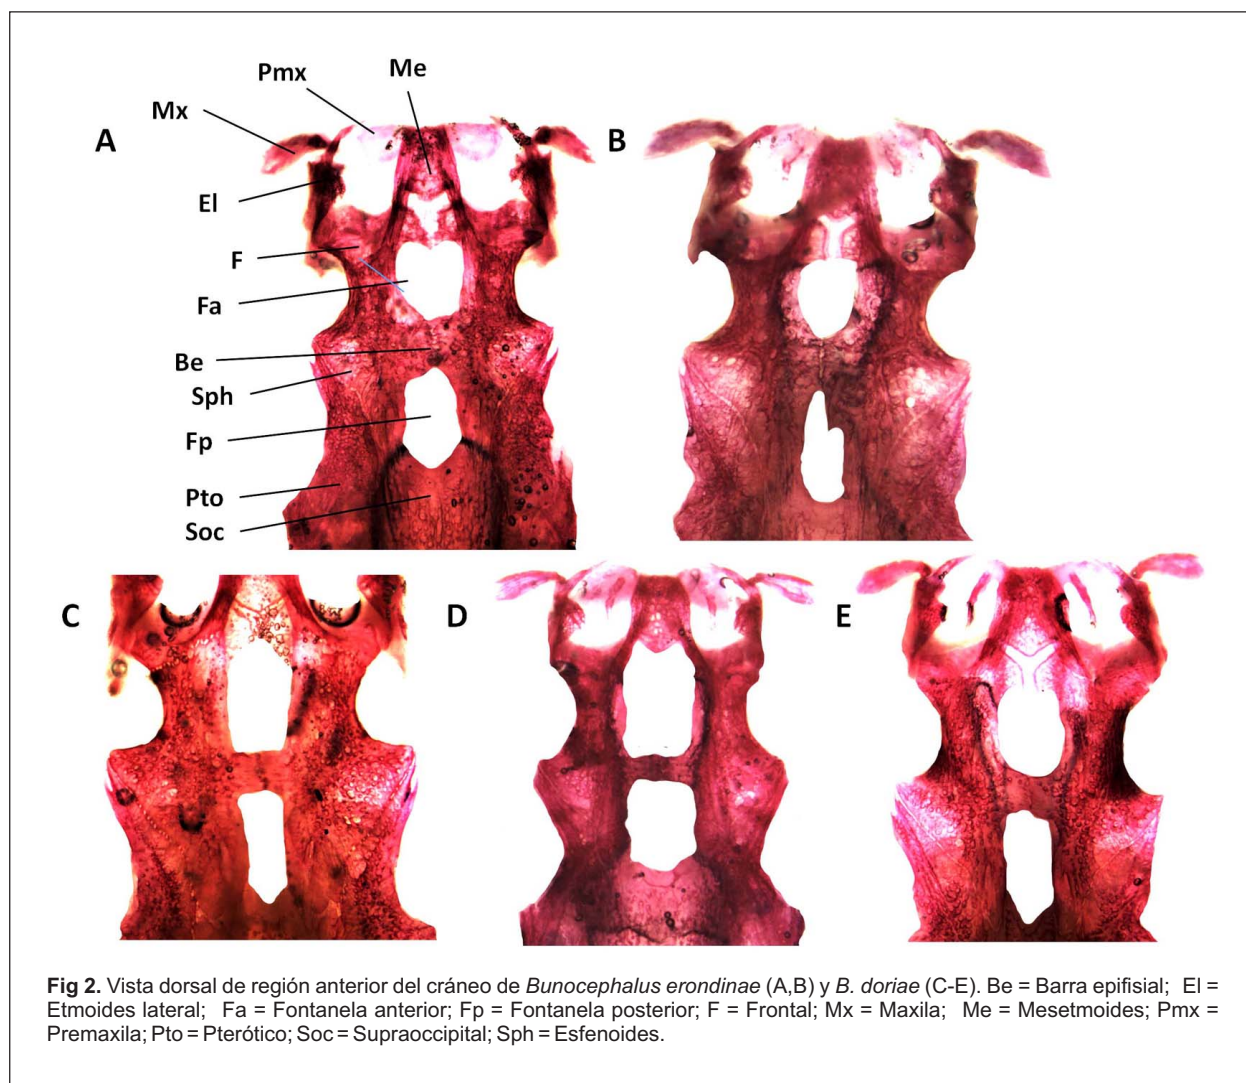 Pmx
Me
Mx
A
B
El
F
Fa
Be
Sph
Fp
Pto
Soc
C
D
E
Fig 2. Vista dorsal de región anterior del cráneo de Bunocephalus erondinae (A,B) y B. doriae (C-E). Be = Barra epifisial; El =
Etmoides lateral; Fa = Fontanela anterior; Fp = Fontanela posterior; F = Frontal; Mx = Maxila; Me = Mesetmoides; Pmx =
Premaxila; Pto = Pterótico; Soc = Supraoccipital; Sph = Esfenoides.